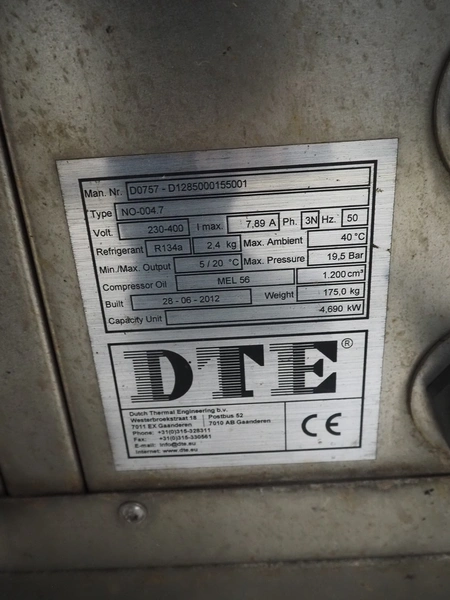 Man. Nr. D0757 - D1285000155001
Type NO-004.7
Volt. 230-400 I max. 7,89 A Ph. 3N Hz. 50
Refrigerant R134a 2,4 kg Max. Ambient 40 °C
Min./Max. Output 5 / 20 °C Max. Pressure 19,5 Bar
Compressor Oil MEL 56 1.200 cm³
Built 28 - 06 - 2012 Weight 175,0 kg
Capacity Unit 4,690 kW
DTE ®
Dutch Thermal Engineering b.v.
Westerbroekstraat 18 Postbus 52
7011 EX Gaanderen 7010 AB Gaanderen
Phone: +31(0)315-328311
Fax: +31(0)315-330561
E-mail: info@dte.eu
Internet: www.dte.eu
CE